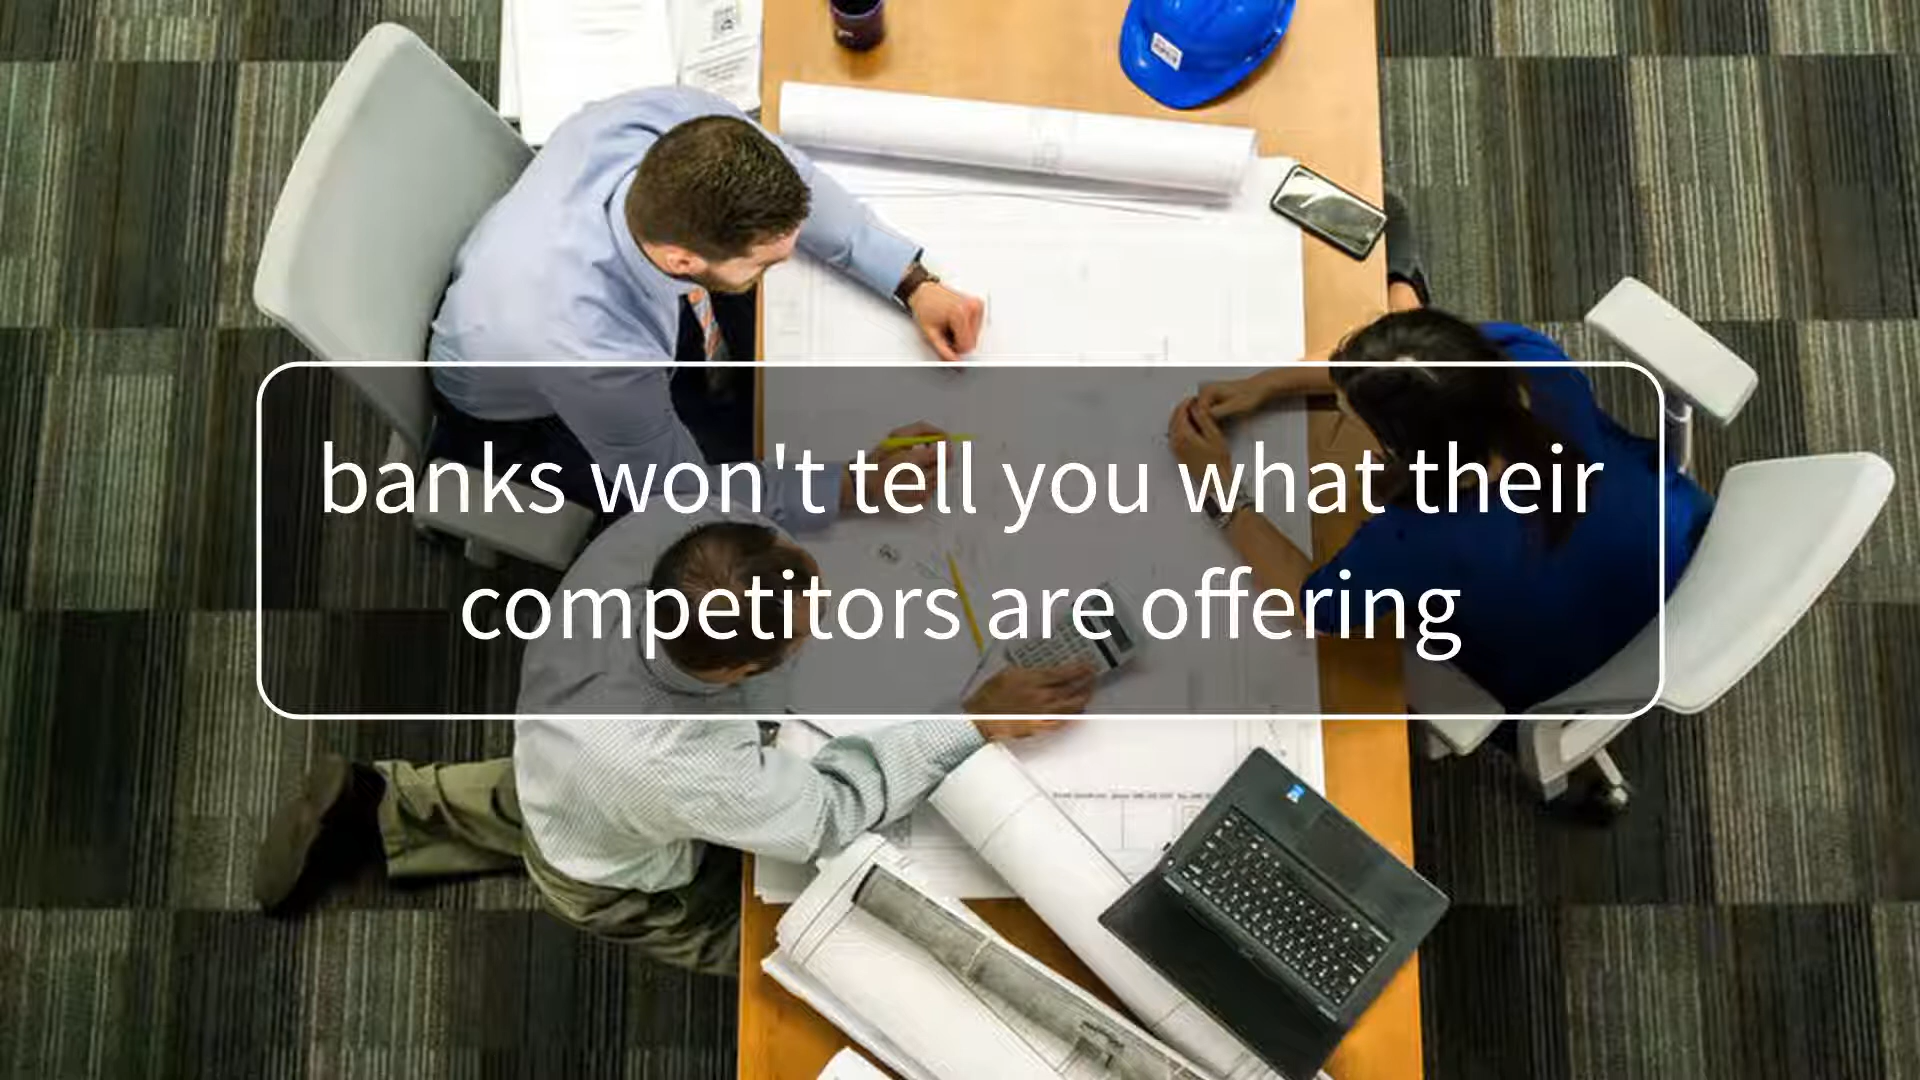 banks won't tell you what their
competitors are offering